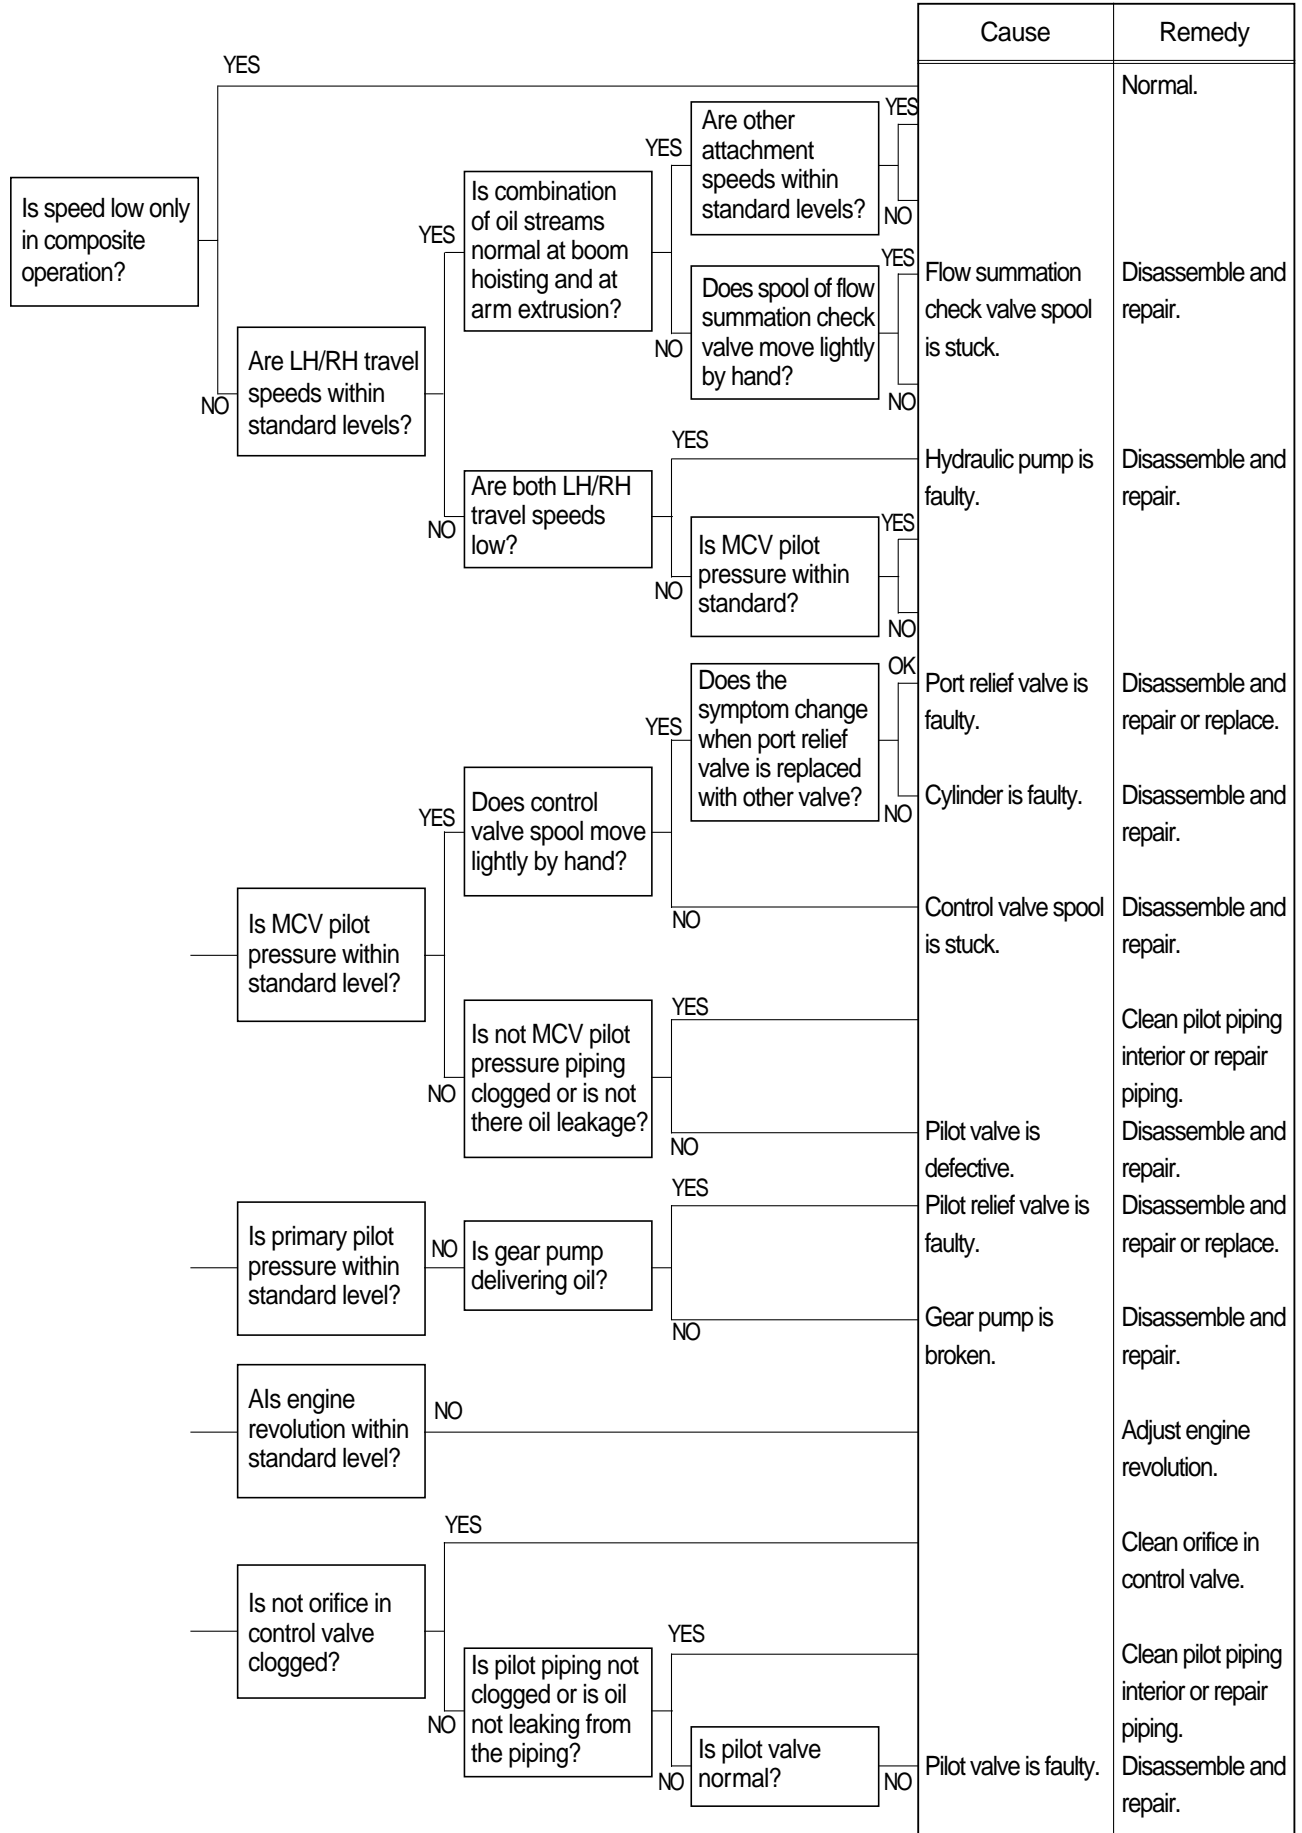 Cause
Remedy
YES
Normal.
Is speed low only
in composite
operation?
NO
Are LH/RH travel
speeds within
standard levels?
YES
Is combination
of oil streams
normal at boom
hoisting and at
arm extrusion?
YES
Are other
attachment
speeds within
standard levels?
YES
NO
NO
Does spool of flow
summation check
valve move lightly
by hand?
YES
NO
Flow summation
check valve spool
is stuck.
Disassemble and
repair.
NO
Are both LH/RH
travel speeds
low?
YES
Hydraulic pump is
faulty.
Disassemble and
repair.
NO
Is MCV pilot
pressure within
standard?
YES
NO
Is MCV pilot
pressure within
standard level?
YES
Does control
valve spool move
lightly by hand?
YES
Does the
symptom change
when port relief
valve is replaced
with other valve?
OK
Port relief valve is
faulty.
Disassemble and
repair or replace.
NO
Cylinder is faulty.
Disassemble and
repair.
NO
Control valve spool
is stuck.
Disassemble and
repair.
NO
Is not MCV pilot
pressure piping
clogged or is not
there oil leakage?
YES
Clean pilot piping
interior or repair
piping.
NO
Pilot valve is
defective.
Disassemble and
repair.
Is primary pilot
pressure within
standard level?
NO
Is gear pump
delivering oil?
YES
Pilot relief valve is
faulty.
Disassemble and
repair or replace.
NO
Gear pump is
broken.
Disassemble and
repair.
AIs engine
revolution within
standard level?
NO
Adjust engine
revolution.
Is not orifice in
control valve
clogged?
YES
Clean orifice in
control valve.
NO
Is pilot piping not
clogged or is oil
not leaking from
the piping?
YES
Clean pilot piping
interior or repair
piping.
NO
Is pilot valve
normal?
NO
Pilot valve is faulty.
Disassemble and
repair.